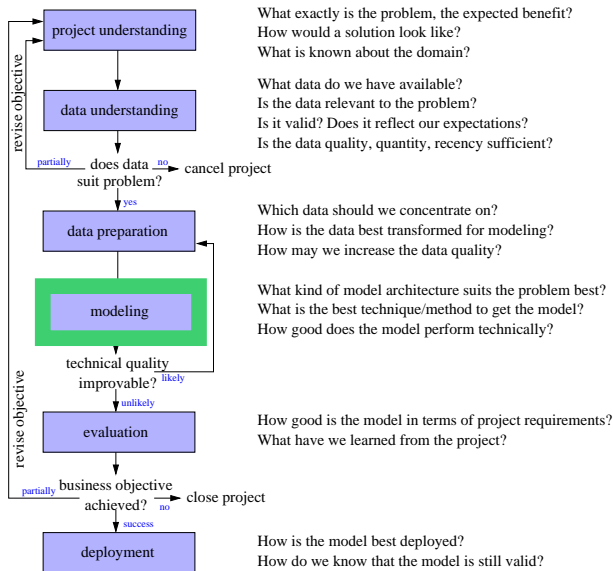 project understanding
What exactly is the problem, the expected benefit?
How would a solution look like?
What is known about the domain?
revise objective
data understanding
What data do we have available?
Is the data relevant to the problem?
Is it valid? Does it reflect our expectations?
Is the data quality, quantity, recency sufficient?
partially
does data
suit problem?
no
cancel project
yes
data preparation
Which data should we concentrate on?
How is the data best transformed for modeling?
How may we increase the data quality?
modeling
What kind of model architecture suits the problem best?
What is the best technique/method to get the model?
How good does the model perform technically?
technical quality
improvable?
likely
unlikely
revise objective
evaluation
How good is the model in terms of project requirements?
What have we learned from the project?
partially
business objective
achieved?
no
close project
success
deployment
How is the model best deployed?
How do we know that the model is still valid?